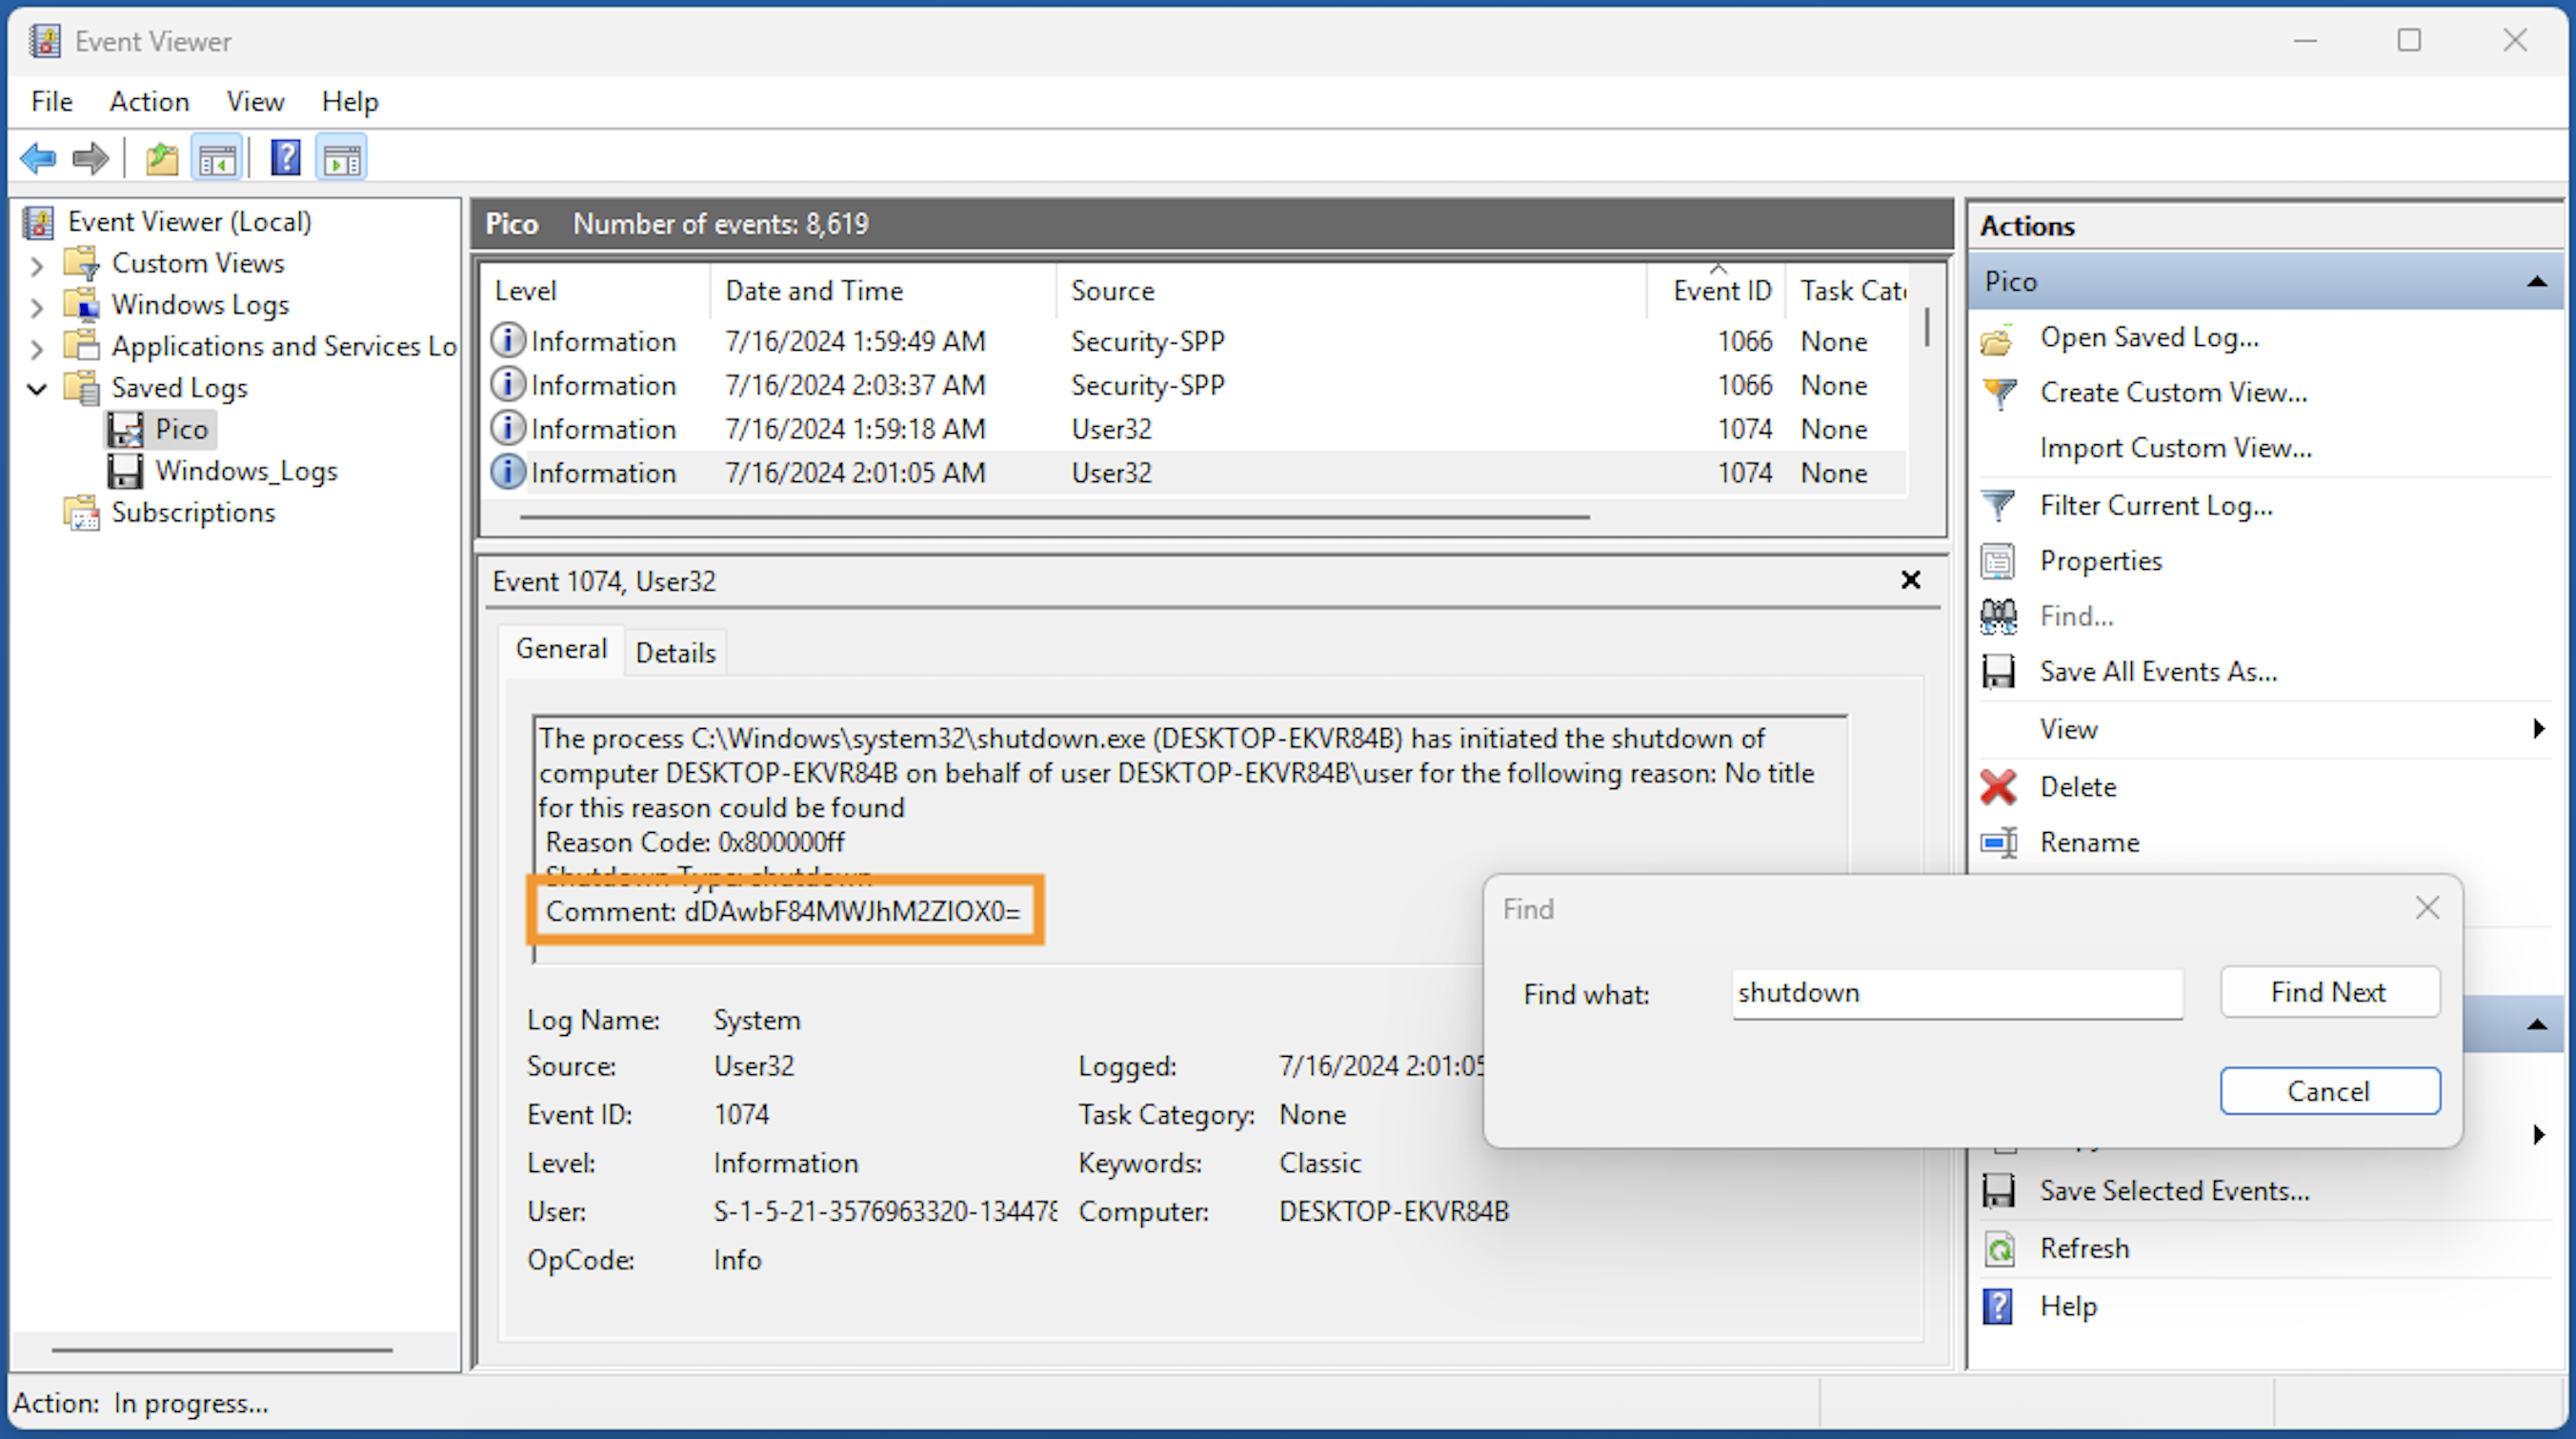 Event Viewer
File Action View Help
Event Viewer (Local)
Custom Views
Windows Logs
Applications and Services Lo
Saved Logs
Pico
Windows_Logs
Subscriptions
Pico Number of events: 8,619
Level Date and Time Source Event ID Task Cat
Information 7/16/2024 1:59:49 AM Security-SPP 1066 None
Information 7/16/2024 2:03:37 AM Security-SPP 1066 None
Information 7/16/2024 1:59:18 AM User32 1074 None
Information 7/16/2024 2:01:05 AM User32 1074 None
Event 1074, User32
General Details
The process C:\Windows\system32\shutdown.exe (DESKTOP-EKVR84B) has initiated the shutdown of
computer DESKTOP-EKVR84B on behalf of user DESKTOP-EKVR84B\user for the following reason: No title
for this reason could be found
Reason Code: 0x800000ff
Shutdown Type: shutdown
Comment: dDAwbF84MWJhM2ZIOX0=
Log Name: System
Source: User32 Logged: 7/16/2024 2:01:05
Event ID: 1074 Task Category: None
Level: Information Keywords: Classic
User: S-1-5-21-3576963320-134478 Computer: DESKTOP-EKVR84B
OpCode: Info
Actions
Pico
Open Saved Log...
Create Custom View...
Import Custom View...
Filter Current Log...
Properties
Find...
Save All Events As...
View
Delete
Rename
Find
Find what: shutdown Find Next
Cancel
Save Selected Events...
Refresh
Help
Action: In progress...